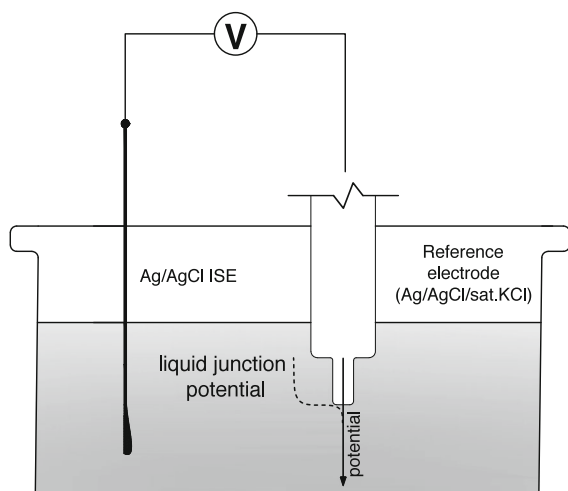 V
Ag/AgCl ISE
Reference
electrode
(Ag/AgCl/sat.KCl)
liquid junction
potential
potential